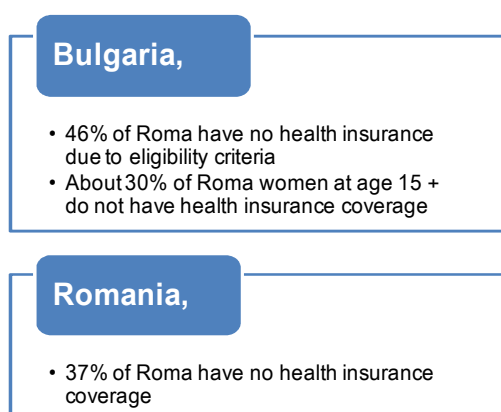 Bulgaria,
• 46% of Roma have no health insurance
due to eligibility criteria
• About 30% of Roma women at age 15 +
do not have health insurance coverage
Romania,
• 37% of Roma have no health insurance
coverage